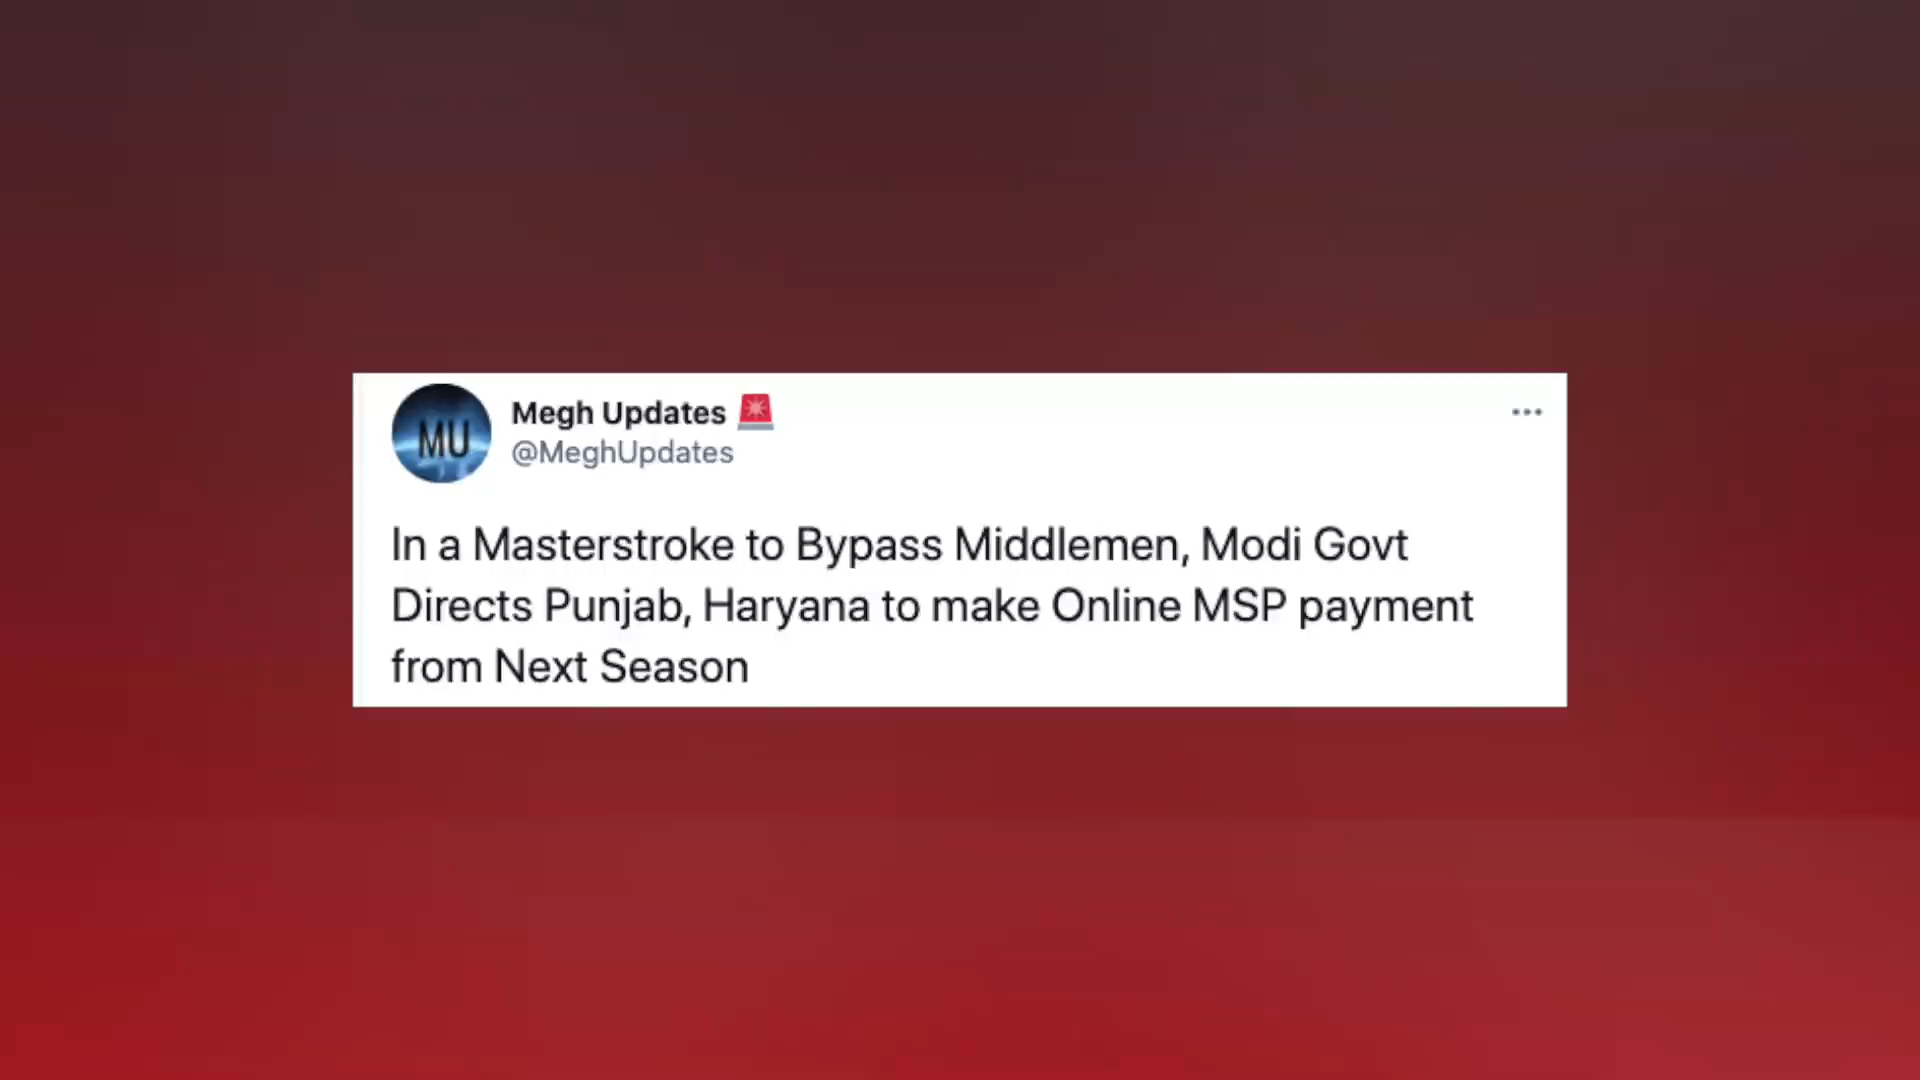 MU
Megh Updates 🚨
@MeghUpdates
In a Masterstroke to Bypass Middlemen, Modi Govt
Directs Punjab, Haryana to make Online MSP payment
from Next Season